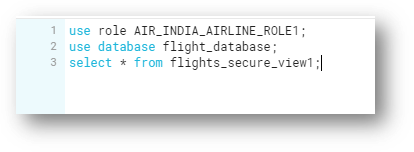 1 use role AIR_INDIA_AIRLINE_ROLE1;
2 use database flight_database;
3 select * from flights_secure_view1;